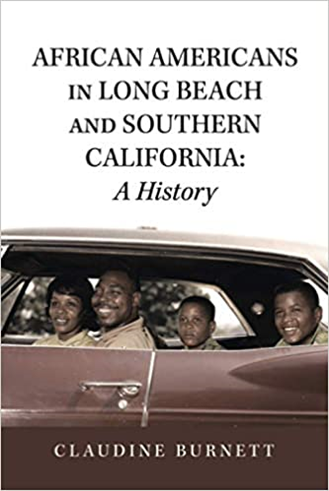 AFRICAN AMERICANS
IN LONG BEACH
AND SOUTHERN
CALIFORNIA:
A History
CLAUDINE BURNETT